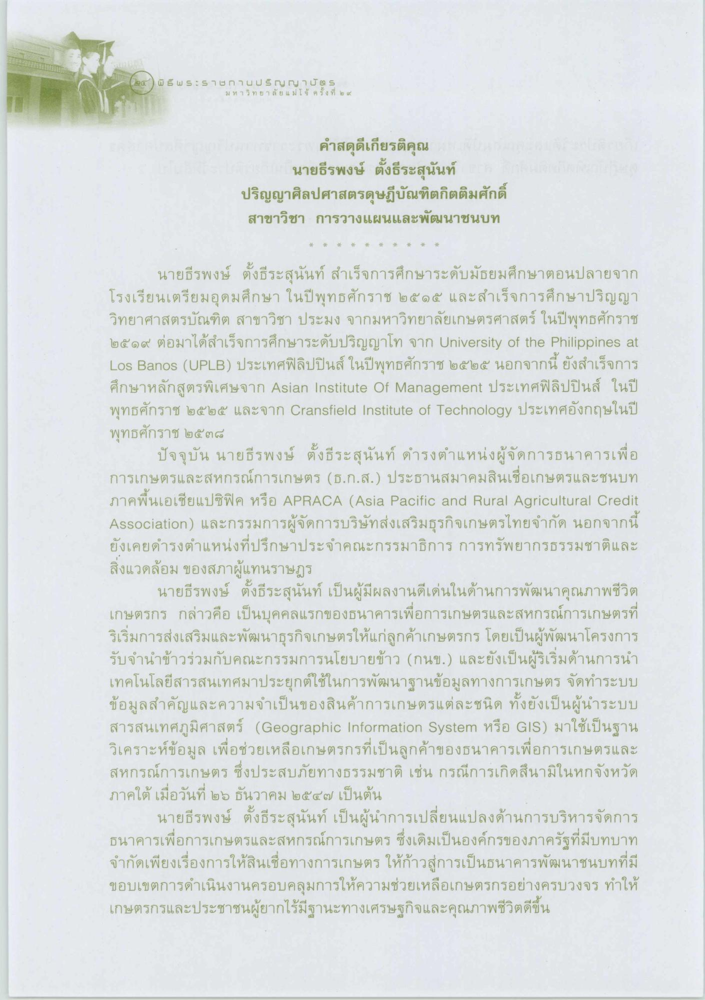 ๒๔ พิธีพระราชทานปริญญาบัตร
มหาวิทยาลัยแม่โจ้ ครั้งที่ ๒๙
คำสดุดีเกียรติคุณ
นายธีรพงษ์ ตั้งธีระสุนันท์
ปริญญาศิลปศาสตรดุษฎีบัณฑิตกิตติมศักดิ์
สาขาวิชา การวางแผนและพัฒนาชนบท
* * * * * * * * * *
นายธีรพงษ์ ตั้งธีระสุนันท์ สำเร็จการศึกษาระดับมัธยมศึกษาตอนปลายจาก
โรงเรียนเตรียมอุดมศึกษา ในปีพุทธศักราช ๒๕๑๕ และสำเร็จการศึกษาปริญญา
วิทยาศาสตรบัณฑิต สาขาวิชา ประมง จากมหาวิทยาลัยเกษตรศาสตร์ ในปีพุทธศักราช
๒๕๑๙ ต่อมาได้สำเร็จการศึกษาระดับปริญญาโท จาก University of the Philippines at
Los Banos (UPLB) ประเทศฟิลิปปินส์ ในปีพุทธศักราช ๒๕๒๕ นอกจากนี้ ยังสำเร็จการ
ศึกษาหลักสูตรพิเศษจาก Asian Institute Of Management ประเทศฟิลิปปินส์ ในปี
พุทธศักราช ๒๕๒๕ และจาก Cransfield Institute of Technology ประเทศอังกฤษในปี
พุทธศักราช ๒๕๓๘
ปัจจุบัน นายธีรพงษ์ ตั้งธีระสุนันท์ ดำรงตำแหน่งผู้จัดการธนาคารเพื่อ
การเกษตรและสหกรณ์การเกษตร (ธ.ก.ส.) ประธานสมาคมสินเชื่อเกษตรและชนบท
ภาคพื้นเอเชียแปซิฟิค หรือ APRACA (Asia Pacific and Rural Agricultural Credit
Association) และกรรมการผู้จัดการบริษัทส่งเสริมธุรกิจเกษตรไทยจำกัด นอกจากนี้
ยังเคยดำรงตำแหน่งที่ปรึกษาประจำคณะกรรมาธิการ การทรัพยากรธรรมชาติและ
สิ่งแวดล้อม ของสภาผู้แทนราษฎร
นายธีรพงษ์ ตั้งธีระสุนันท์ เป็นผู้มีผลงานดีเด่นในด้านการพัฒนาคุณภาพชีวิต
เกษตรกร กล่าวคือ เป็นบุคคลแรกของธนาคารเพื่อการเกษตรและสหกรณ์การเกษตรที่
ริเริ่มการส่งเสริมและพัฒนาธุรกิจเกษตรให้แก่ลูกค้าเกษตรกร โดยเป็นผู้พัฒนาโครงการ
รับจำนำข้าวร่วมกับคณะกรรมการนโยบายข้าว (กนข.) และยังเป็นผู้ริเริ่มด้านการนำ
เทคโนโลยีสารสนเทศมาประยุกต์ใช้ในการพัฒนาฐานข้อมูลทางการเกษตร จัดทำระบบ
ข้อมูลสำคัญและความจำเป็นของสินค้าการเกษตรแต่ละชนิด ทั้งยังเป็นผู้นำระบบ
สารสนเทศภูมิศาสตร์ (Geographic Information System หรือ GIS) มาใช้เป็นฐาน
วิเคราะห์ข้อมูล เพื่อช่วยเหลือเกษตรกรที่เป็นลูกค้าของธนาคารเพื่อการเกษตรและ
สหกรณ์การเกษตร ซึ่งประสบภัยทางธรรมชาติ เช่น กรณีการเกิดสึนามิในหกจังหวัด
ภาคใต้ เมื่อวันที่ ๒๖ ธันวาคม ๒๕๔๗ เป็นต้น
นายธีรพงษ์ ตั้งธีระสุนันท์ เป็นผู้นำการเปลี่ยนแปลงด้านการบริหารจัดการ
ธนาคารเพื่อการเกษตรและสหกรณ์การเกษตร ซึ่งเดิมเป็นองค์กรของภาครัฐที่มีบทบาท
จำกัดเพียงเรื่องการให้สินเชื่อทางการเกษตร ให้ก้าวสู่การเป็นธนาคารพัฒนาชนบทที่มี
ขอบเขตการดำเนินงานครอบคลุมการให้ความช่วยเหลือเกษตรกรอย่างครบวงจร ทำให้
เกษตรกรและประชาชนผู้ยากไร้มีฐานะทางเศรษฐกิจและคุณภาพชีวิตดีขึ้น